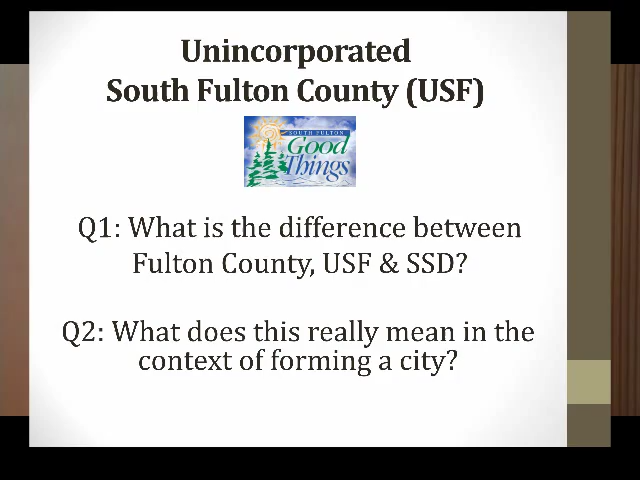 Unincorporated
South Fulton County (USF)
SOUTH FULTON
Good
Things
Q1: What is the difference between
Fulton County, USF & SSD?
Q2: What does this really mean in the
context of forming a city?